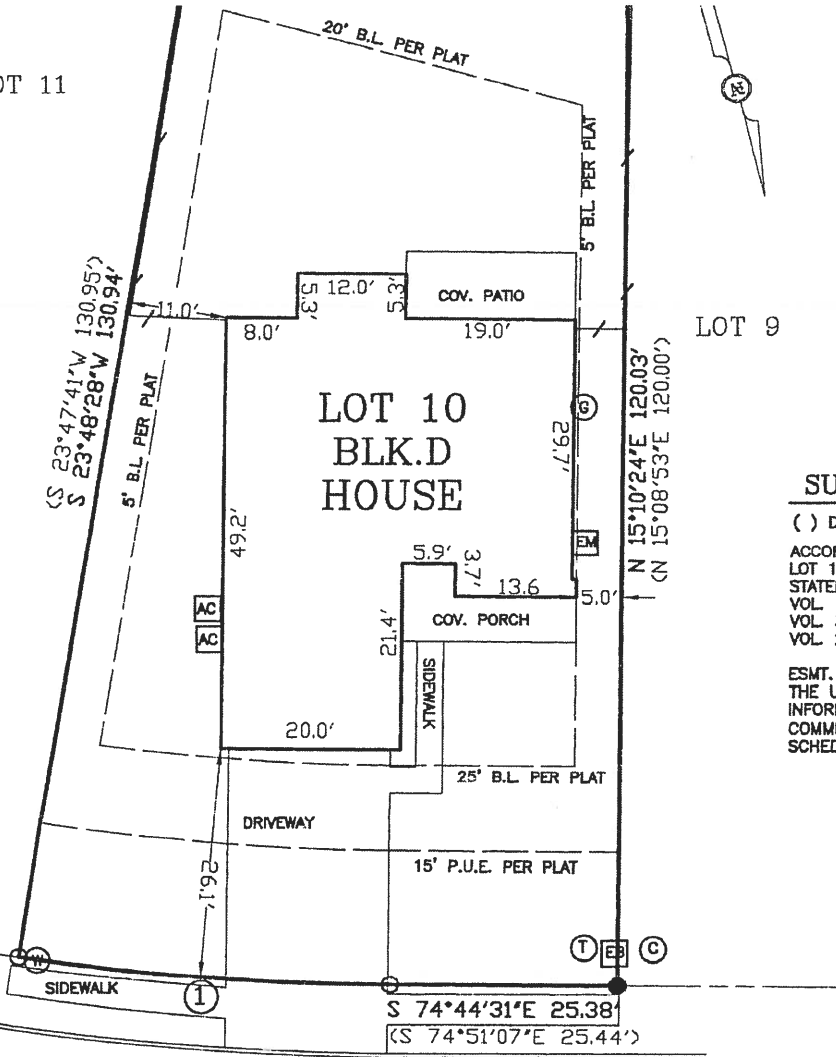 20' B.L. PER PLAT
OT 11
5' B.L. PER PLAT
(S 23°47'41"W 130.95')
S 23°48'28"W 130.94'
11.0'
8.0'
5.3'
12.0'
5.3'
COV. PATIO
19.0'
LOT 9
5' B.L. PER PLAT
LOT 10
BLK.D
HOUSE
G
29.7'
N 15°10'24"E 120.03'
(N 15°08'53"E 120.00')
49.2'
EM
5.9'
3.7'
13.6
5.0'
AC
AC
COV. PORCH
21.4'
SIDEWALK
20.0'
25' B.L. PER PLAT
DRIVEWAY
15' P.U.E. PER PLAT
26.1'
W
T
EB
C
SIDEWALK
1
S 74°44'31"E 25.38'
(S 74°51'07"E 25.44')
SU
( ) D
ACCO
LOT 1
STATE
VOL.
VOL.
VOL.
ESMT.
THE U
INFOR
COMM
SCHED